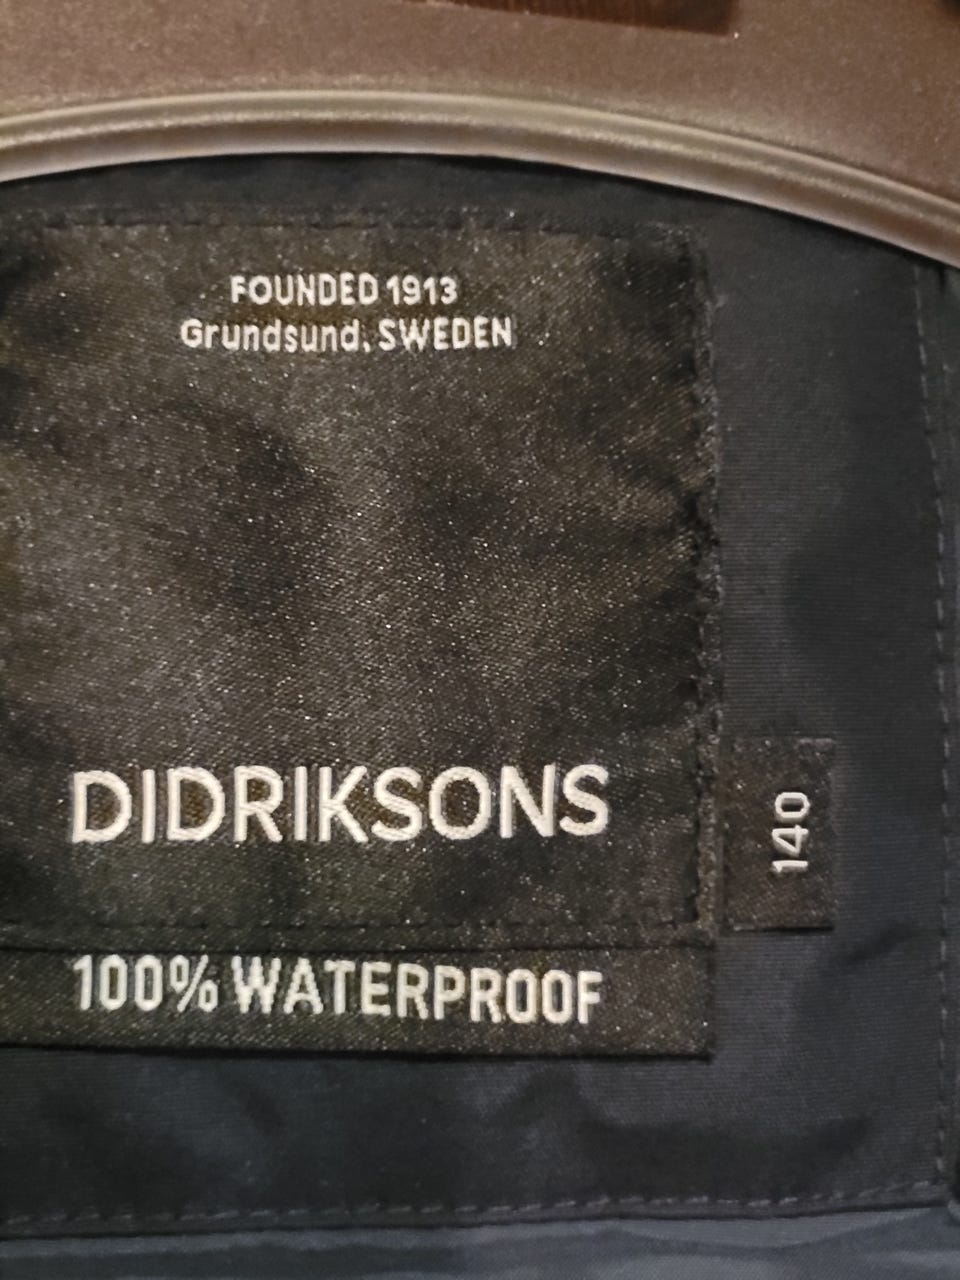 FOUNDED 1913
Grundsund, SWEDEN
DIDRIKSONS
140
100% WATERPROOF